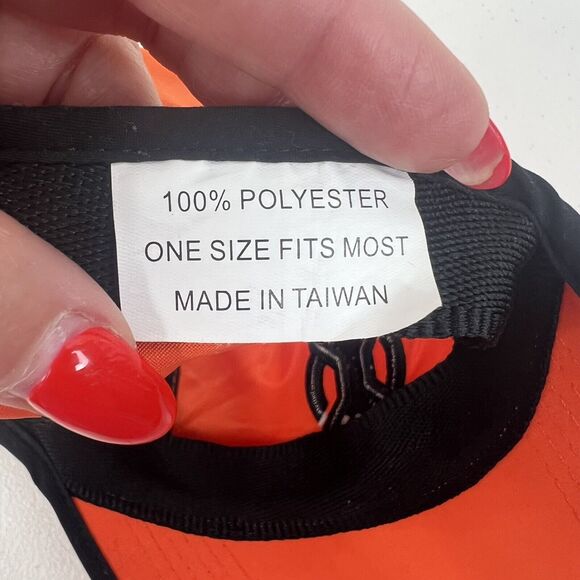 100% POLYESTER
ONE SIZE FITS MOST
MADE IN TAIWAN